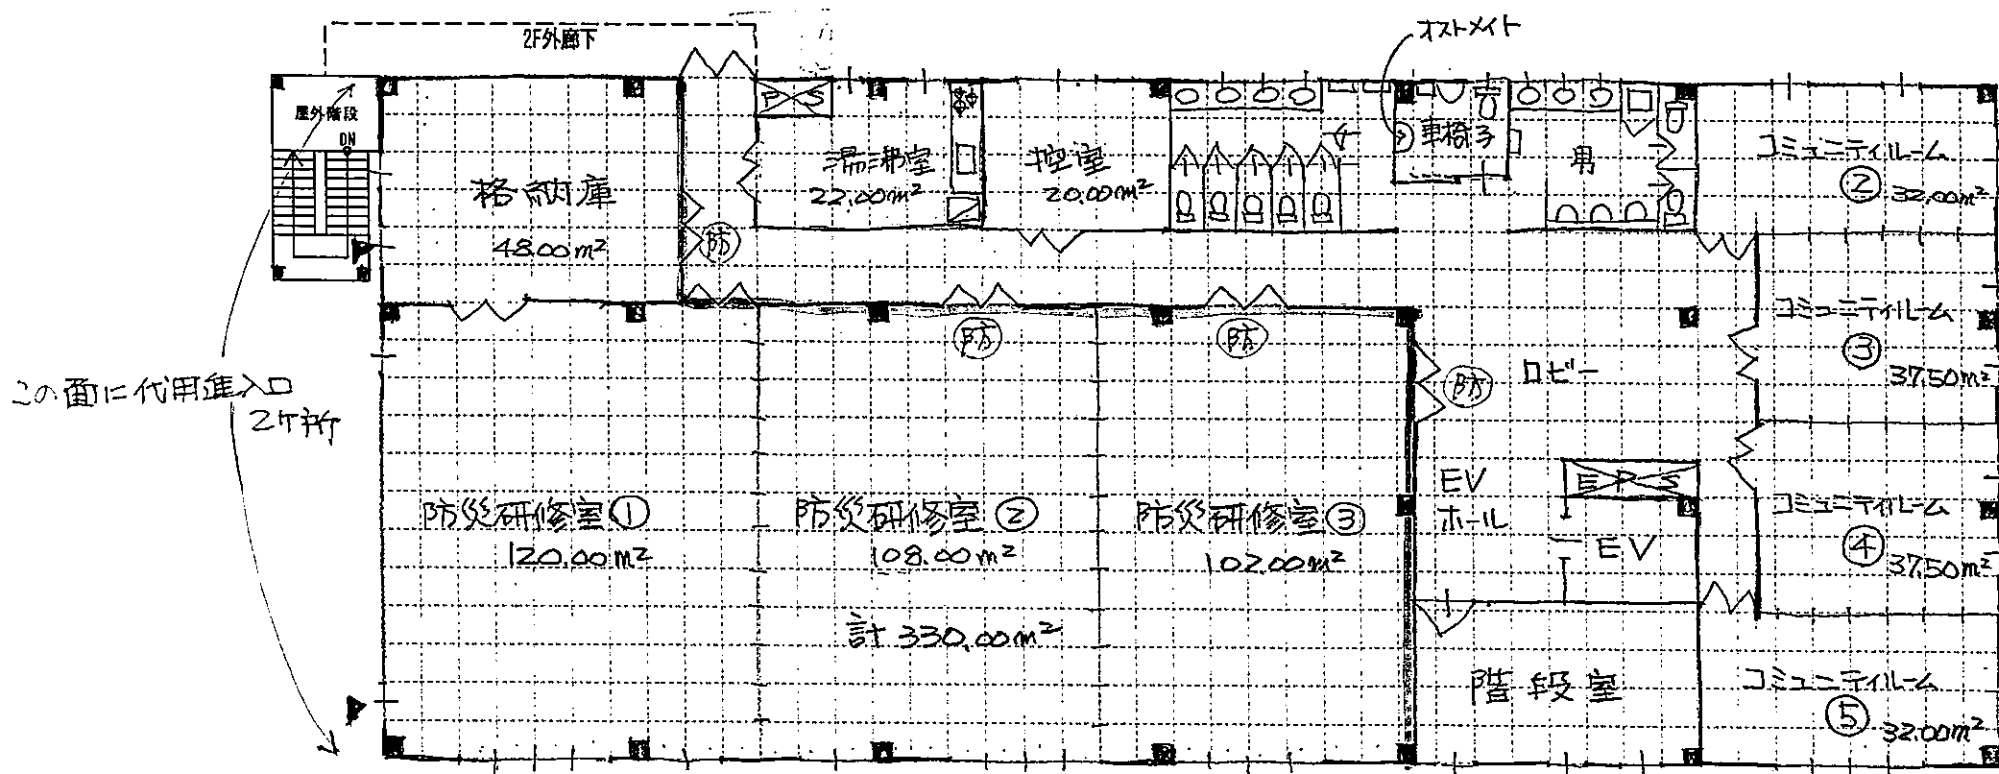 オストメイト
2F外廊下
屋外階段
DN
PS
格納庫
48.00m²
湯沸室
22.00m²
控室
20.00m²
車椅子
男
コミュニティルーム
② 32.00m²
防
防
防
防
コミュニティルーム
③
37.50m²
ロビー
この面に代用進入口
2ヶ所
EV
ホール
EPS
EV
防災研修室①
120.00m²
防災研修室②
108.00m²
防災研修室③
102.00m²
計 330.00m²
コミュニティルーム
④
37.50m²
階段室
コミュニティルーム
⑤
32.00m²